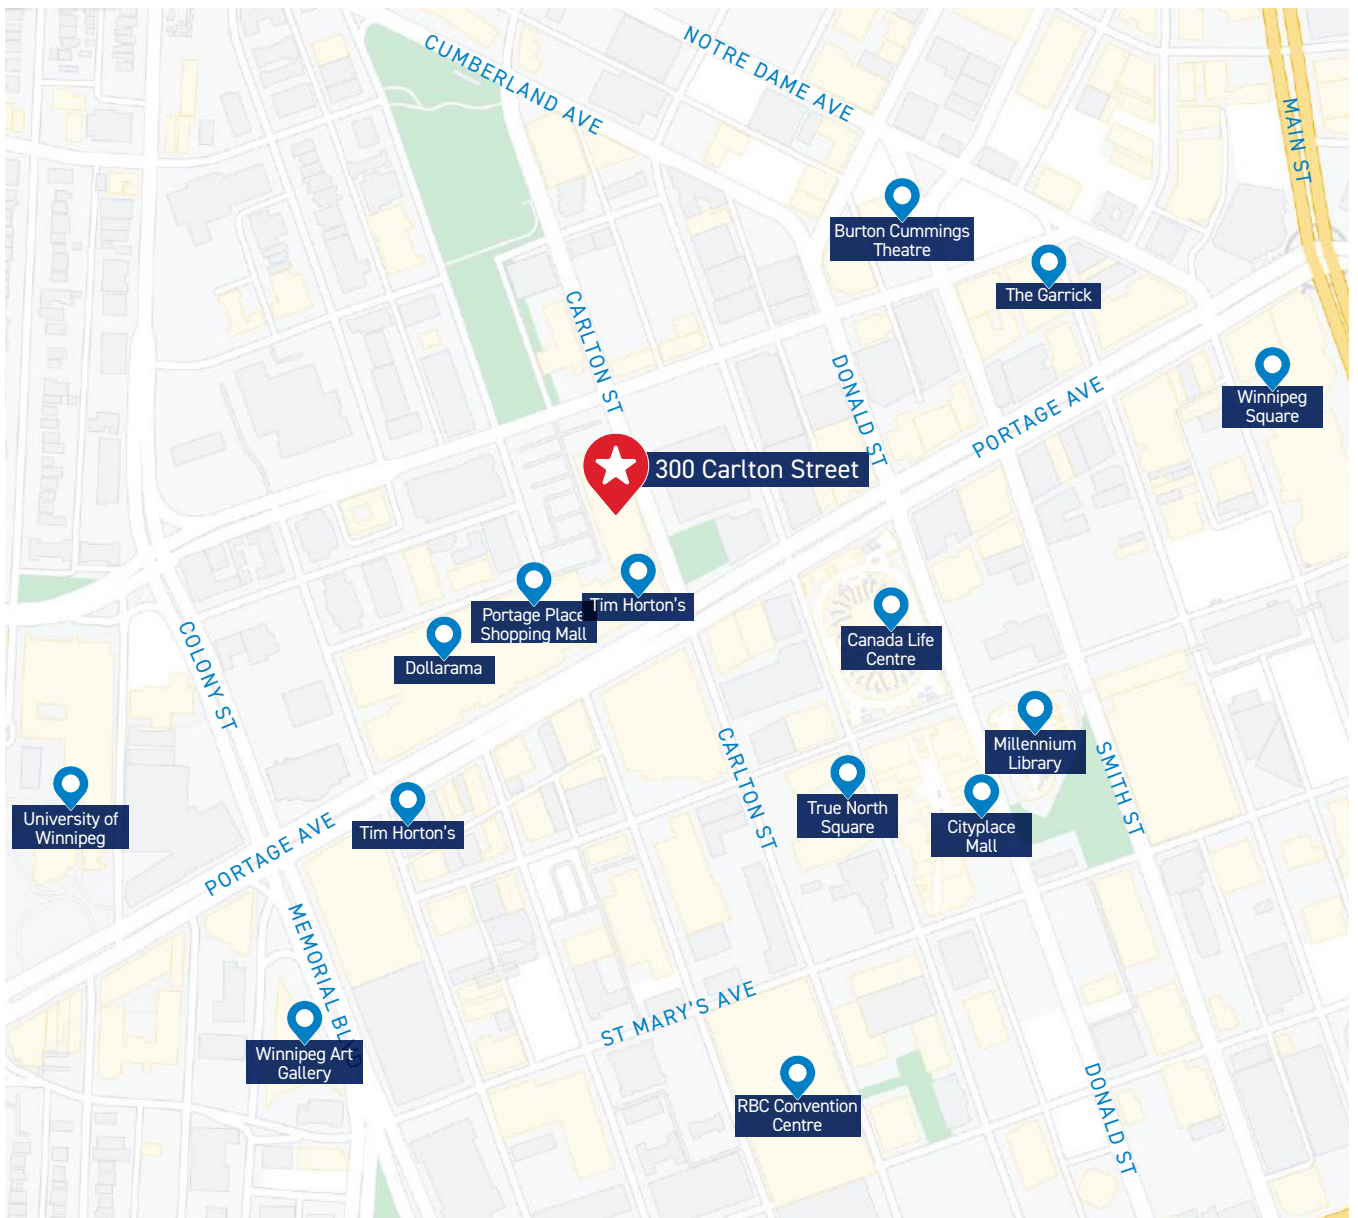 CUMBERLAND AVE
NOTRE DAME AVE
MAIN ST
Burton Cummings
Theatre
The Garrick
CARLTON ST
DONALD ST
PORTAGE AVE
Winnipeg
Square
300 Carlton Street
Tim Horton's
Portage Place
Shopping Mall
Dollarama
Canada Life
Centre
COLONY ST
Millennium
Library
SMITH ST
CARLTON ST
True North
Square
Cityplace
Mall
University of
Winnipeg
Tim Horton's
PORTAGE AVE
MEMORIAL BLVD
ST MARY'S AVE
Winnipeg Art
Gallery
RBC Convention
Centre
DONALD ST